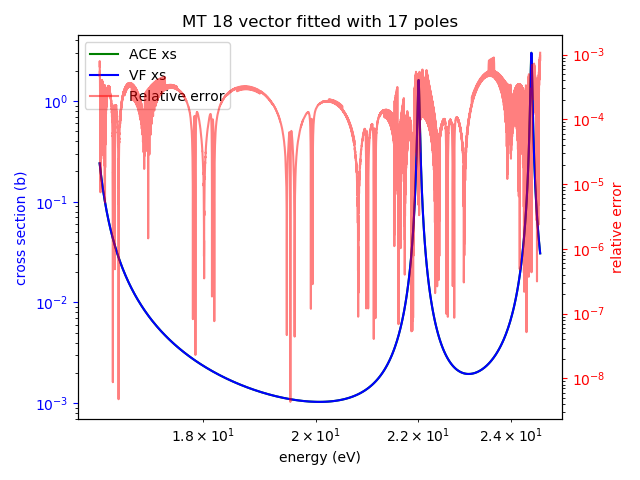 MT 18 vector fitted with 17 poles
ACE xs
VF xs
Relative error
10⁰
10⁻¹
10⁻²
10⁻³
cross section (b)
10⁻³
10⁻⁴
10⁻⁵
10⁻⁶
10⁻⁷
10⁻⁸
relative error
1.8 × 10¹ 2 × 10¹ 2.2 × 10¹ 2.4 × 10¹
energy (eV)